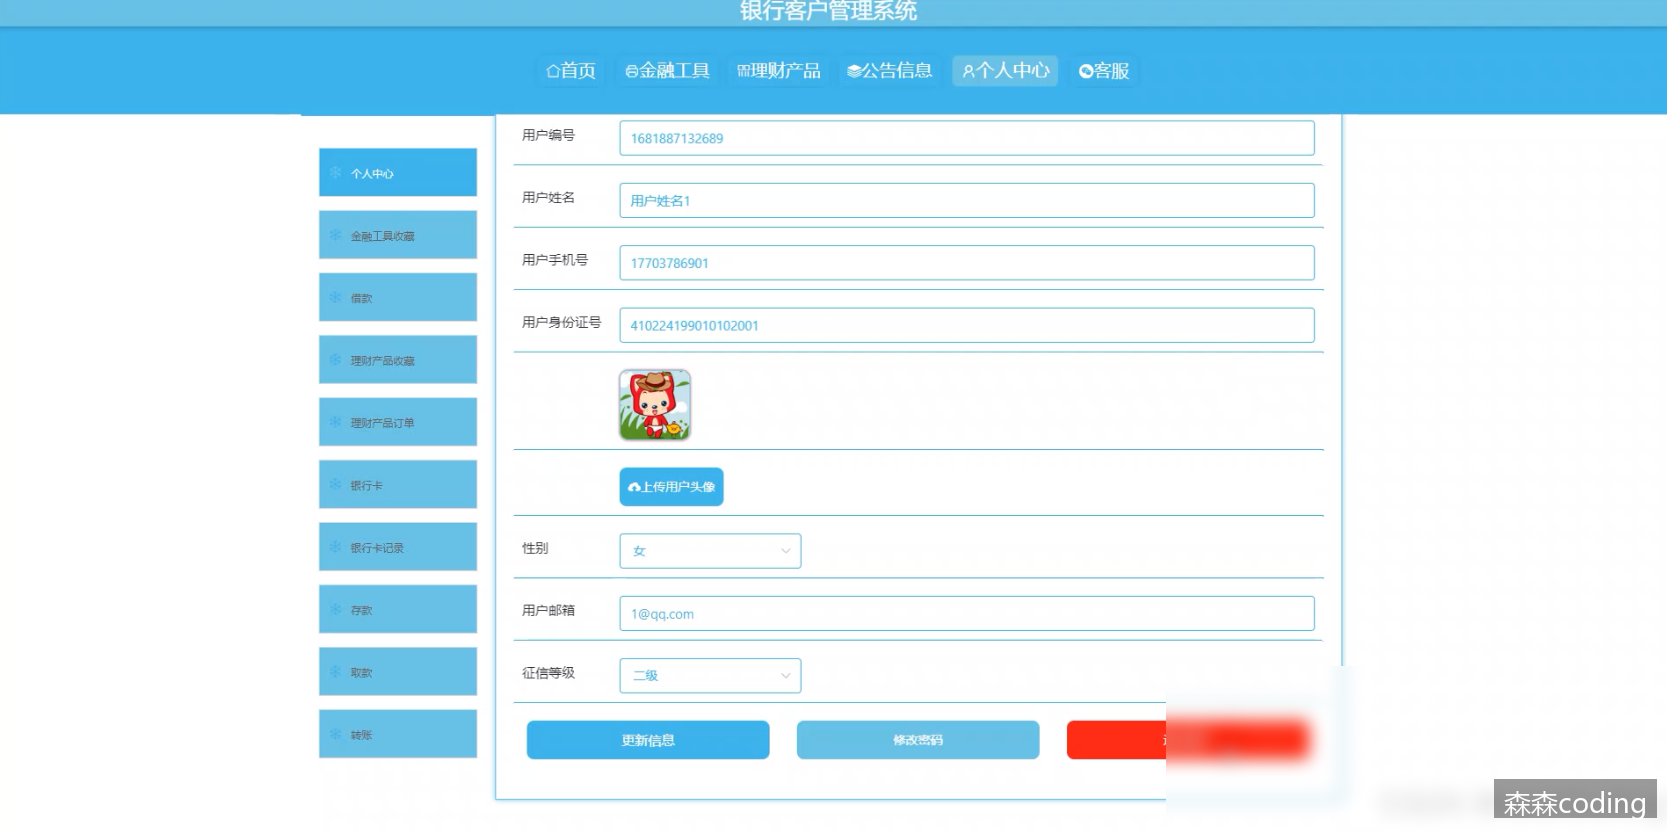 银行客户管理系统
首页 金融工具 理财产品 公告信息 个人中心 客服
个人中心
金融工具收藏
借款
理财产品收藏
理财产品订单
银行卡
银行卡记录
存款
取款
转账
用户编号 1681887132689
用户姓名 用户姓名1
用户手机号 17703786901
用户身份证号 410224199010102001
上传用户头像
性别 女
用户邮箱 1@qq.com
征信等级 二级
更新信息 修改密码
森森coding